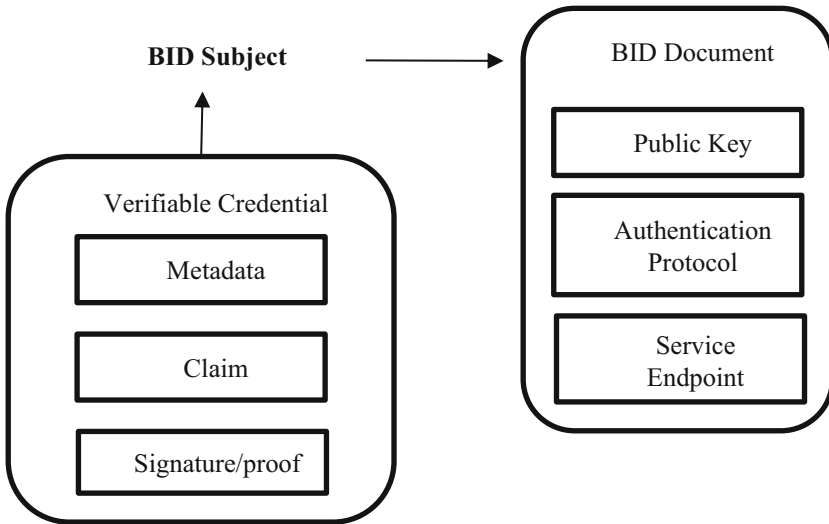 BID Subject
BID Document
Public Key
Authentication
Protocol
Service
Endpoint
Verifiable Credential
Metadata
Claim
Signature/proof